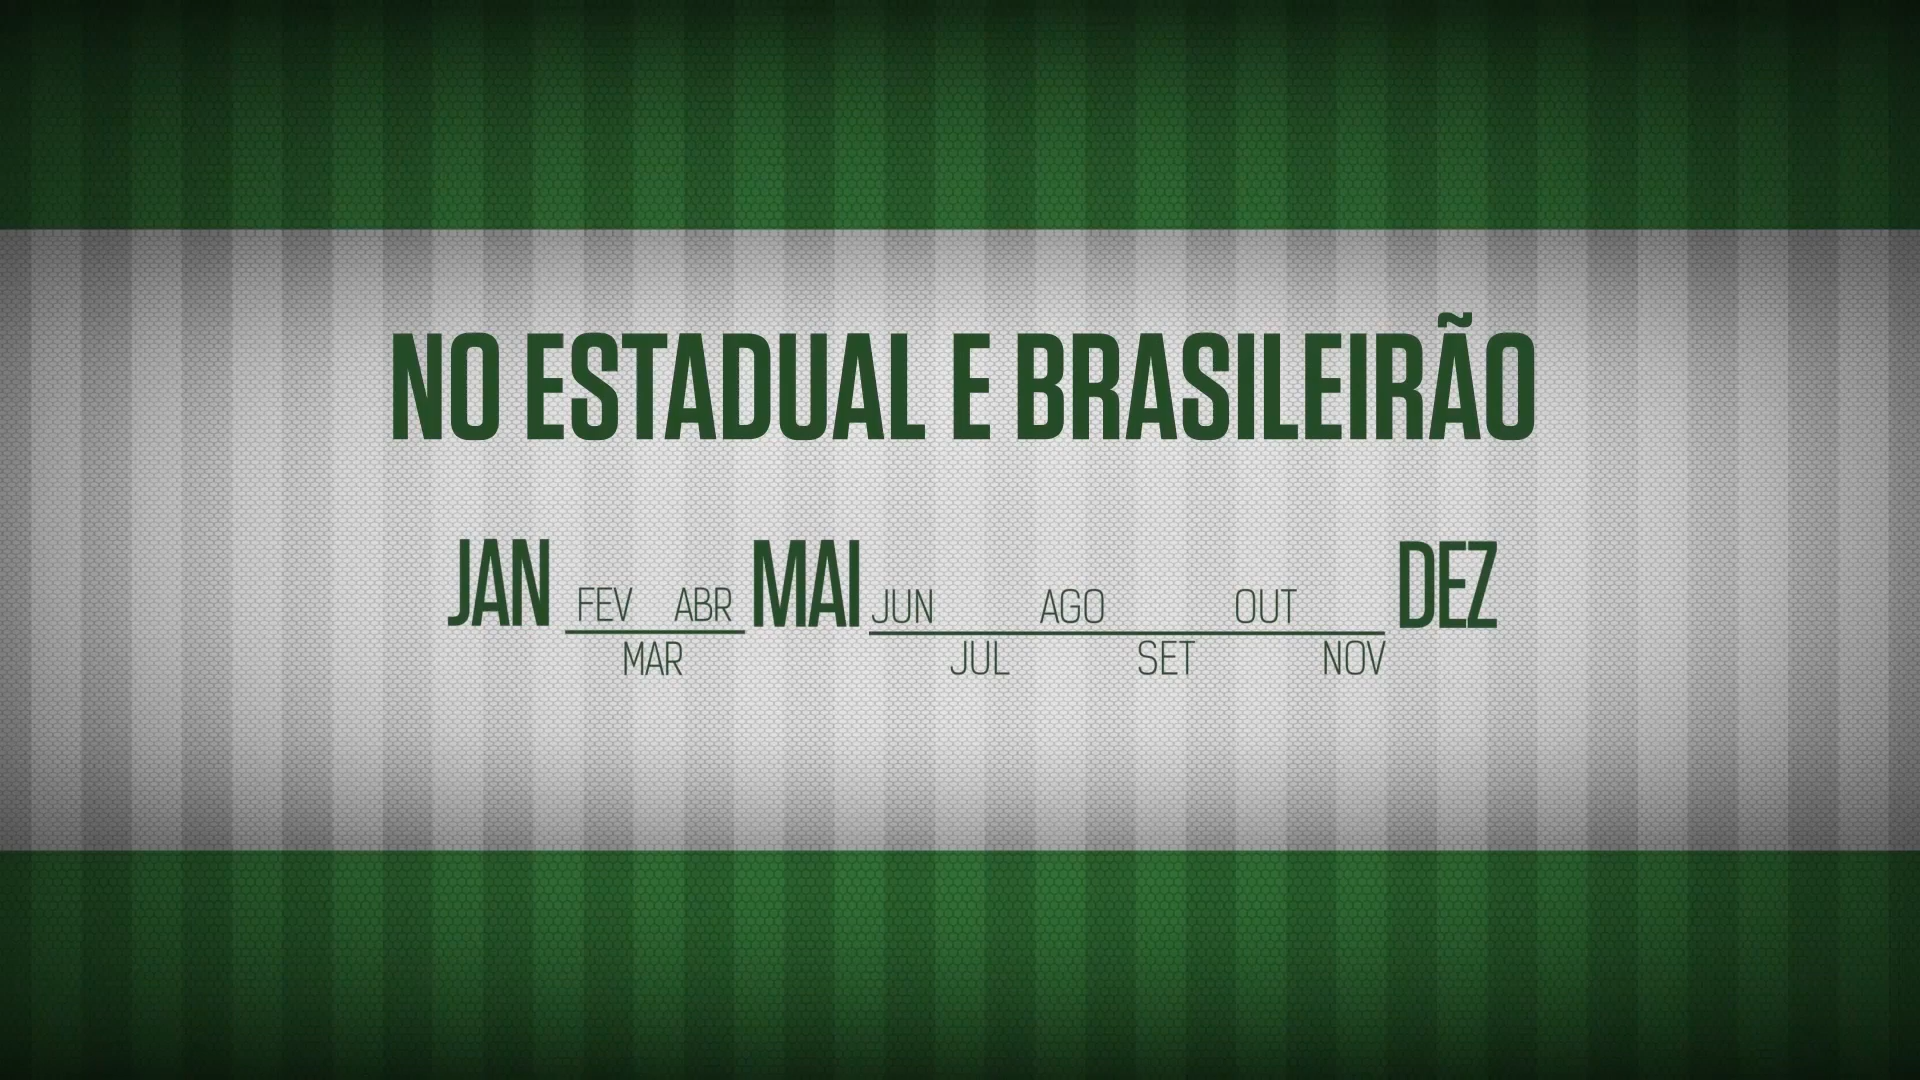 NO ESTADUAL E BRASILEIRÃO
JAN FEV ABR MAI JUN AGO OUT DEZ
MAR JUL SET NOV